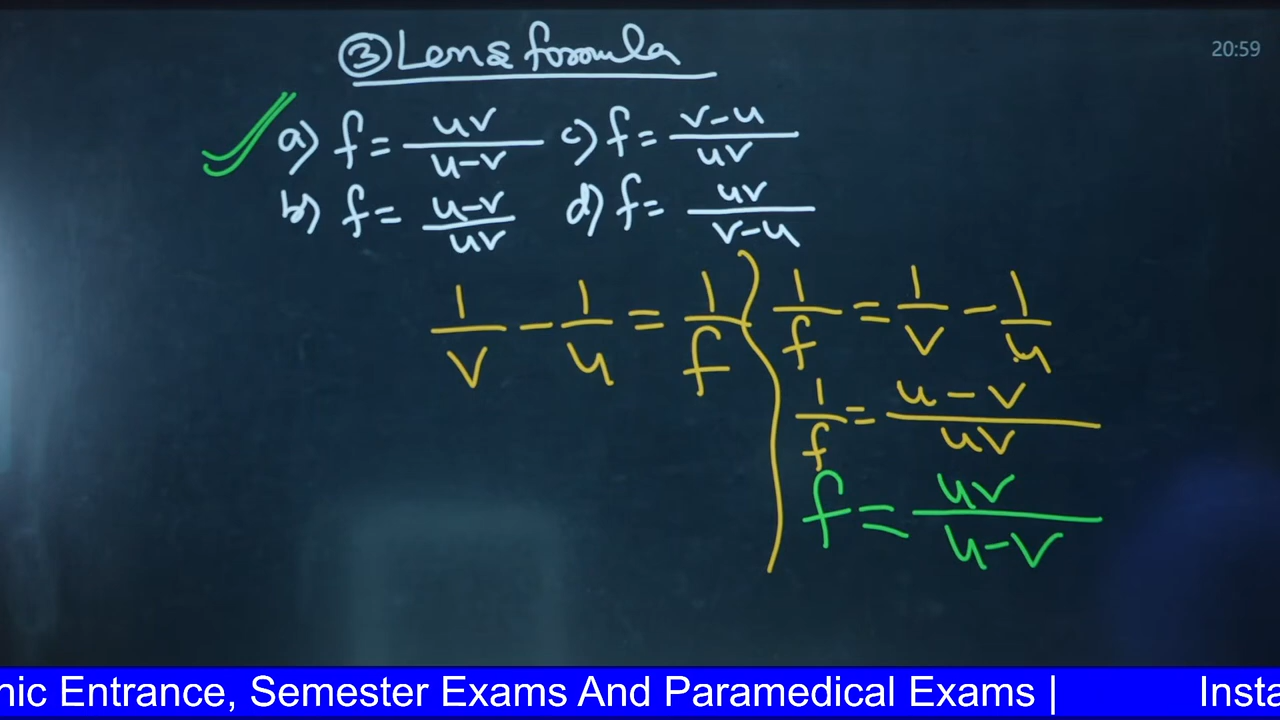 ③ Lens formula
20:59
a) f = uv/u-v c) f = v-u/uv
b) f = u-v/uv d) f = uv/v-u
1/v - 1/u = 1/f
1/f = 1/v - 1/u
1/f = u-v/uv
f = uv/u-v
nic Entrance, Semester Exams And Paramedical Exams | Insta